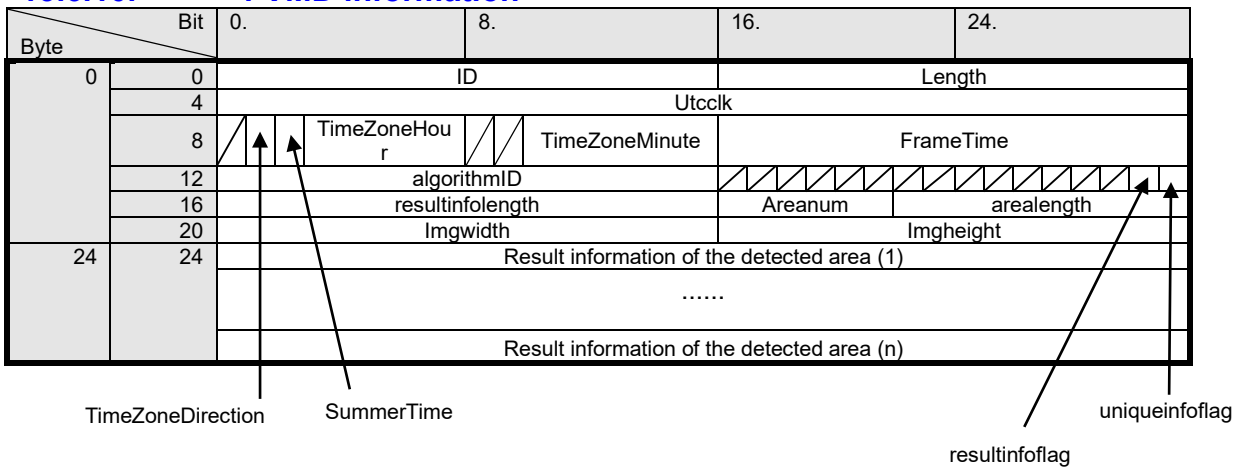 Bit 0. 8. 16. 24.
Byte
0 0 ID Length
4 Utcclk
8 TimeZoneHou
r TimeZoneMinute FrameTime
12 algorithmID
16 resultinfolength Areanum arealength
20 Imgwidth Imgheight
24 24 Result information of the detected area (1)
......
Result information of the detected area (n)
TimeZoneDirection SummerTime uniqueinfoflag
resultinfoflag